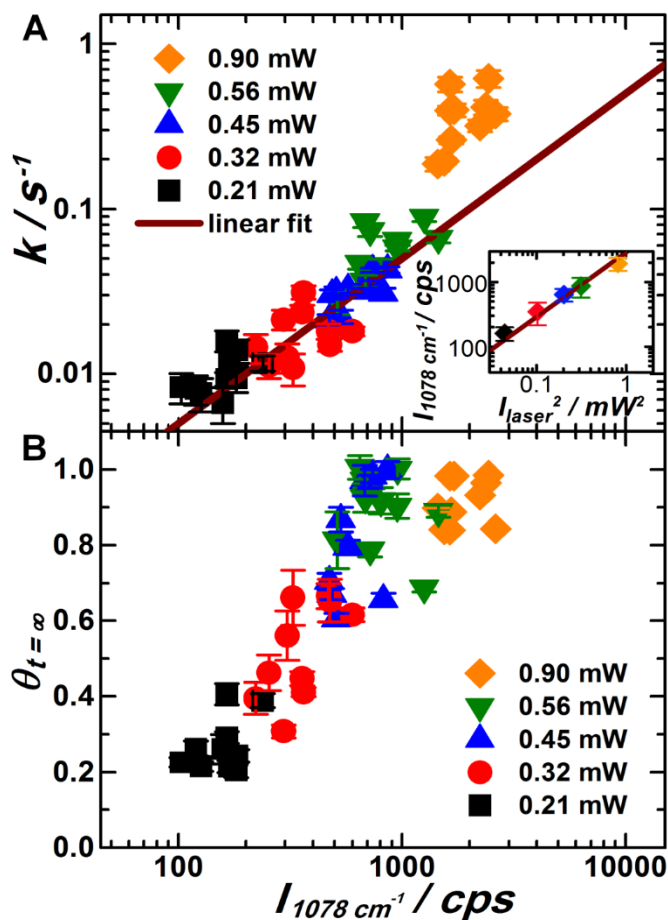 A
1
0.90 mW
0.56 mW
0.45 mW
0.32 mW
0.21 mW
linear fit
0.1
0.01
k / s⁻¹
1000
100
0.1
1
I₁₀₇₈ cm⁻¹ / cps
I_laser² / mW²
B
1.0
0.8
0.6
0.4
0.2
0.0
θ_t = ∞
0.90 mW
0.56 mW
0.45 mW
0.32 mW
0.21 mW
100
1000
10000
I₁₀₇₈ cm⁻¹ / cps